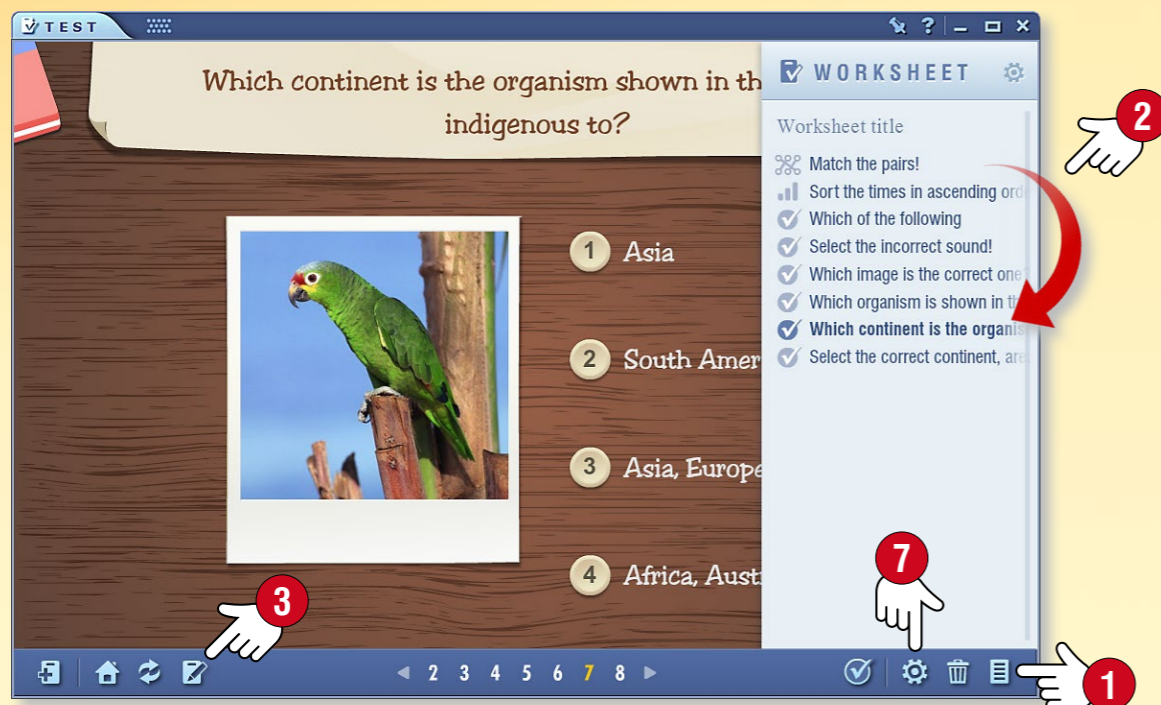 TEST
?
Which continent is the organism shown in th
indigenous to?
WORKSHEET
Worksheet title
Match the pairs!
Sort the times in ascending ord
Which of the following
Select the incorrect sound!
Which image is the correct one
Which organism is shown in th
Which continent is the organis
Select the correct continent, are
2
1 Asia
2 South Amer
3 Asia, Europe
4 Africa, Aust
3
7
2 3 4 5 6 7 8
1